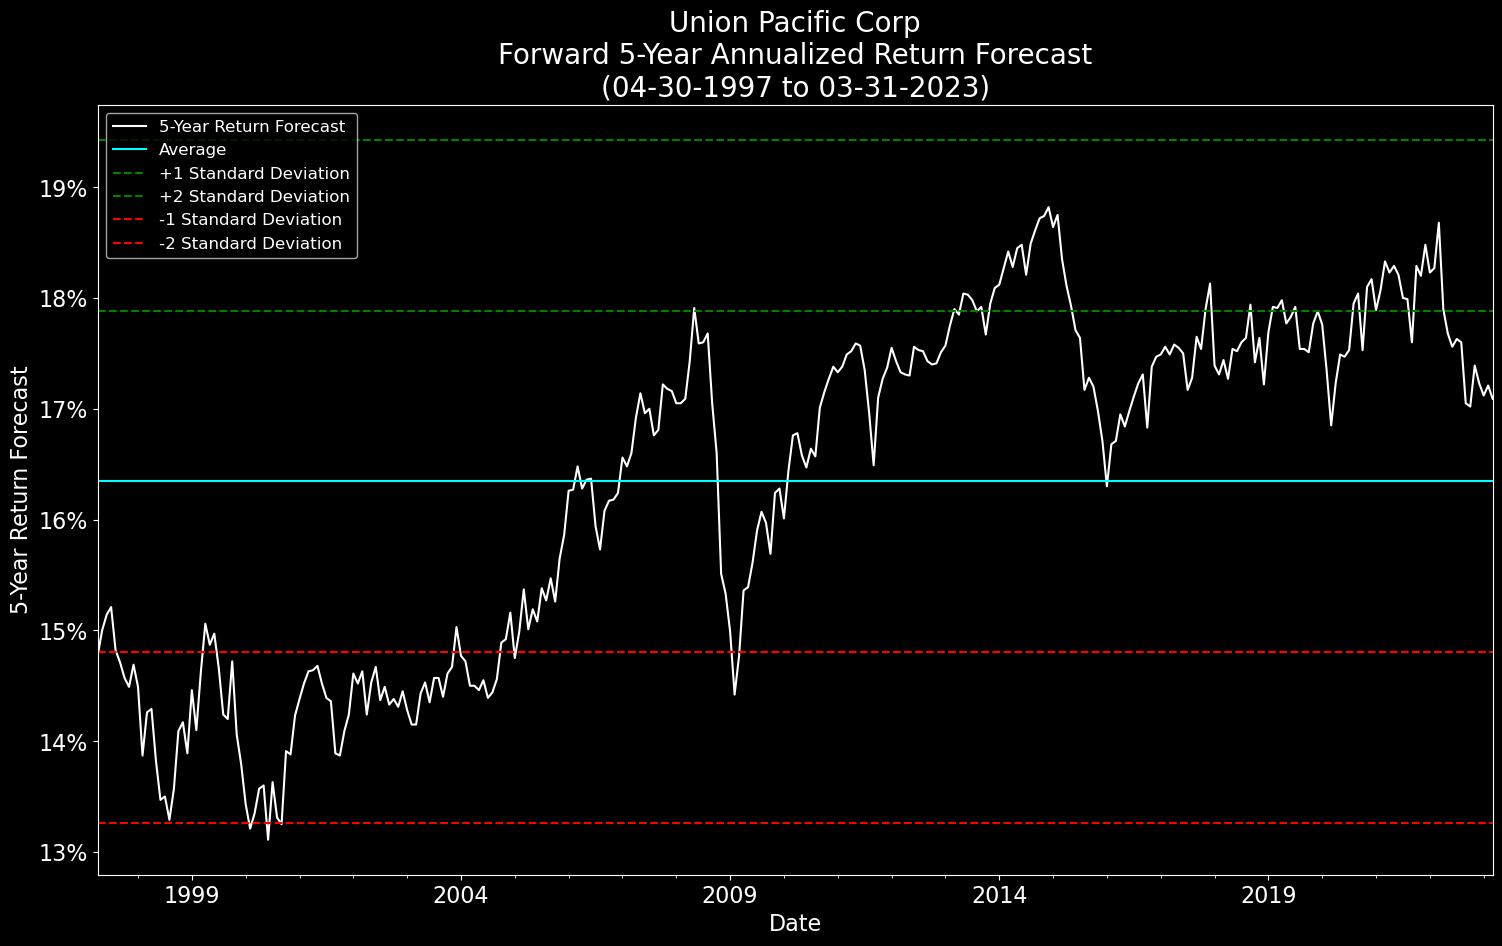 Union Pacific Corp
Forward 5-Year Annualized Return Forecast
(04-30-1997 to 03-31-2023)
5-Year Return Forecast
Average
+1 Standard Deviation
+2 Standard Deviation
-1 Standard Deviation
-2 Standard Deviation
19%
18%
17%
16%
15%
14%
13%
5-Year Return Forecast
1999
2004
2009
2014
2019
Date